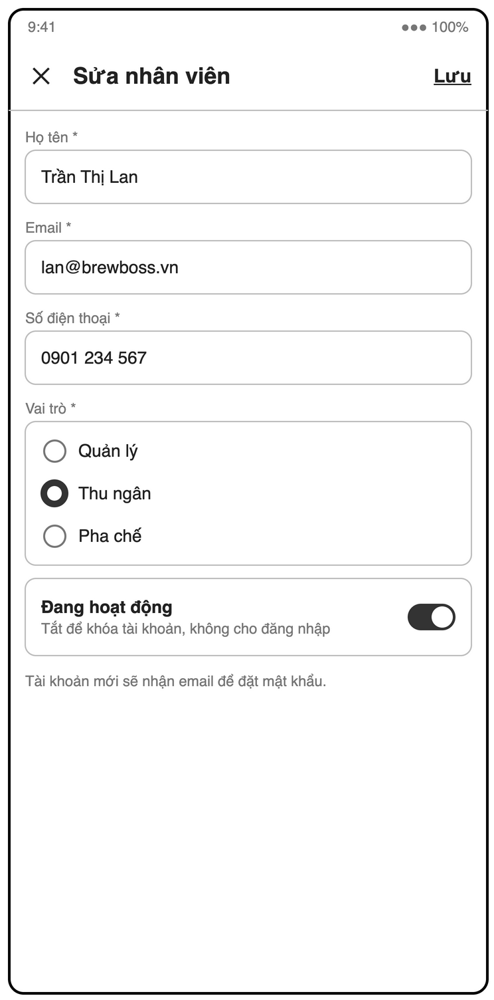 9:41
●●● 100%
Sửa nhân viên
Lưu
Họ tên *
Trần Thị Lan
Email *
lan@brewboss.vn
Số điện thoại *
0901 234 567
Vai trò *
Quản lý
Thu ngân
Pha chế
Đang hoạt động
Tắt để khóa tài khoản, không cho đăng nhập
Tài khoản mới sẽ nhận email để đặt mật khẩu.